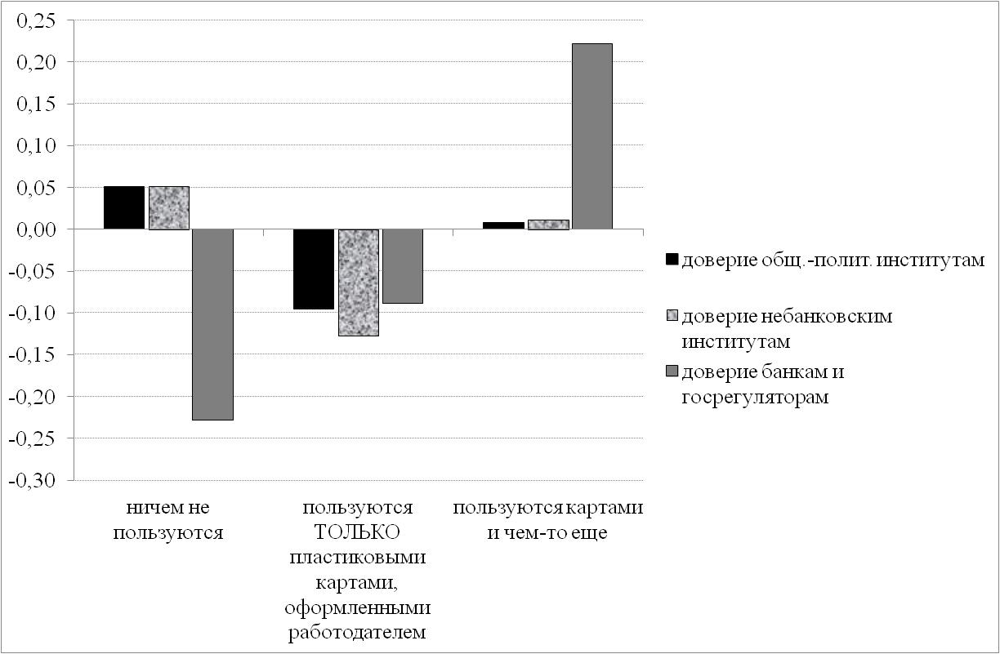 0,25
0,20
0,15
0,10
0,05
0,00
-0,05
-0,10
-0,15
-0,20
-0,25
-0,30
ничем не
пользуются
пользуются
ТОЛЬКО
пластиковыми
картами,
оформленными
работодателем
пользуются картами
и чем-то еще
доверие общ.-полит. институтам
доверие небанковским
институтам
доверие банкам и
госрегуляторам